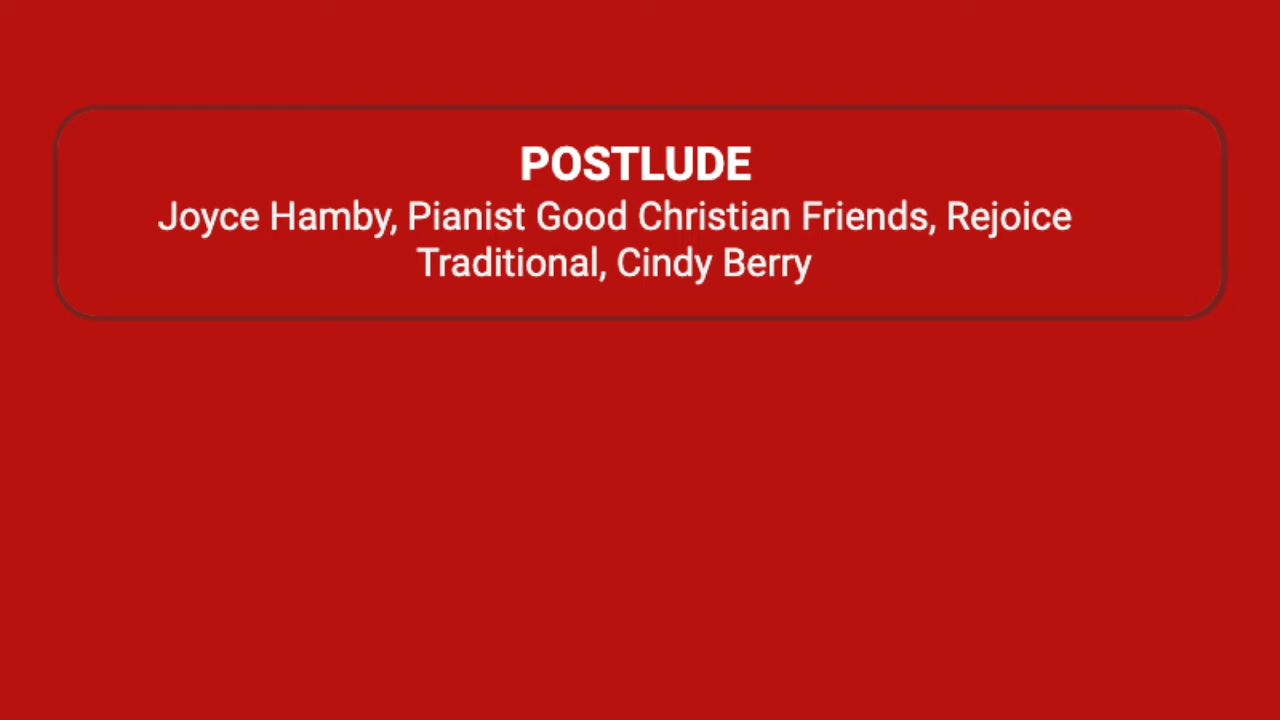 POSTLUDE
Joyce Hamby, Pianist Good Christian Friends, Rejoice
Traditional, Cindy Berry